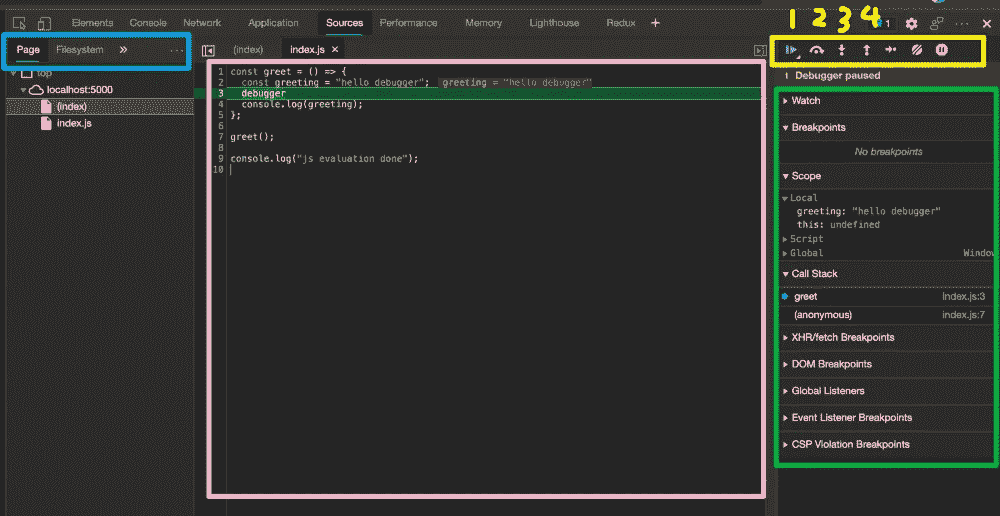 Elements Console Network Application Sources Performance Memory Lighthouse Redux + 1
1 2 3 4
Page Filesystem » ...
(index) index.js ×
top
localhost:5000
(index)
index.js
1 const greet = () => {
2 const greeting = "hello debugger"; greeting = "hello debugger"
3 debugger
4 console.log(greeting);
5 };
6
7 greet();
8
9 console.log("js evaluation done");
10
Debugger paused
Watch
Breakpoints
No breakpoints
Scope
Local
greeting: "hello debugger"
this: undefined
Script
Global Window
Call Stack
greet index.js:3
(anonymous) index.js:7
XHR/fetch Breakpoints
DOM Breakpoints
Global Listeners
Event Listener Breakpoints
CSP Violation Breakpoints